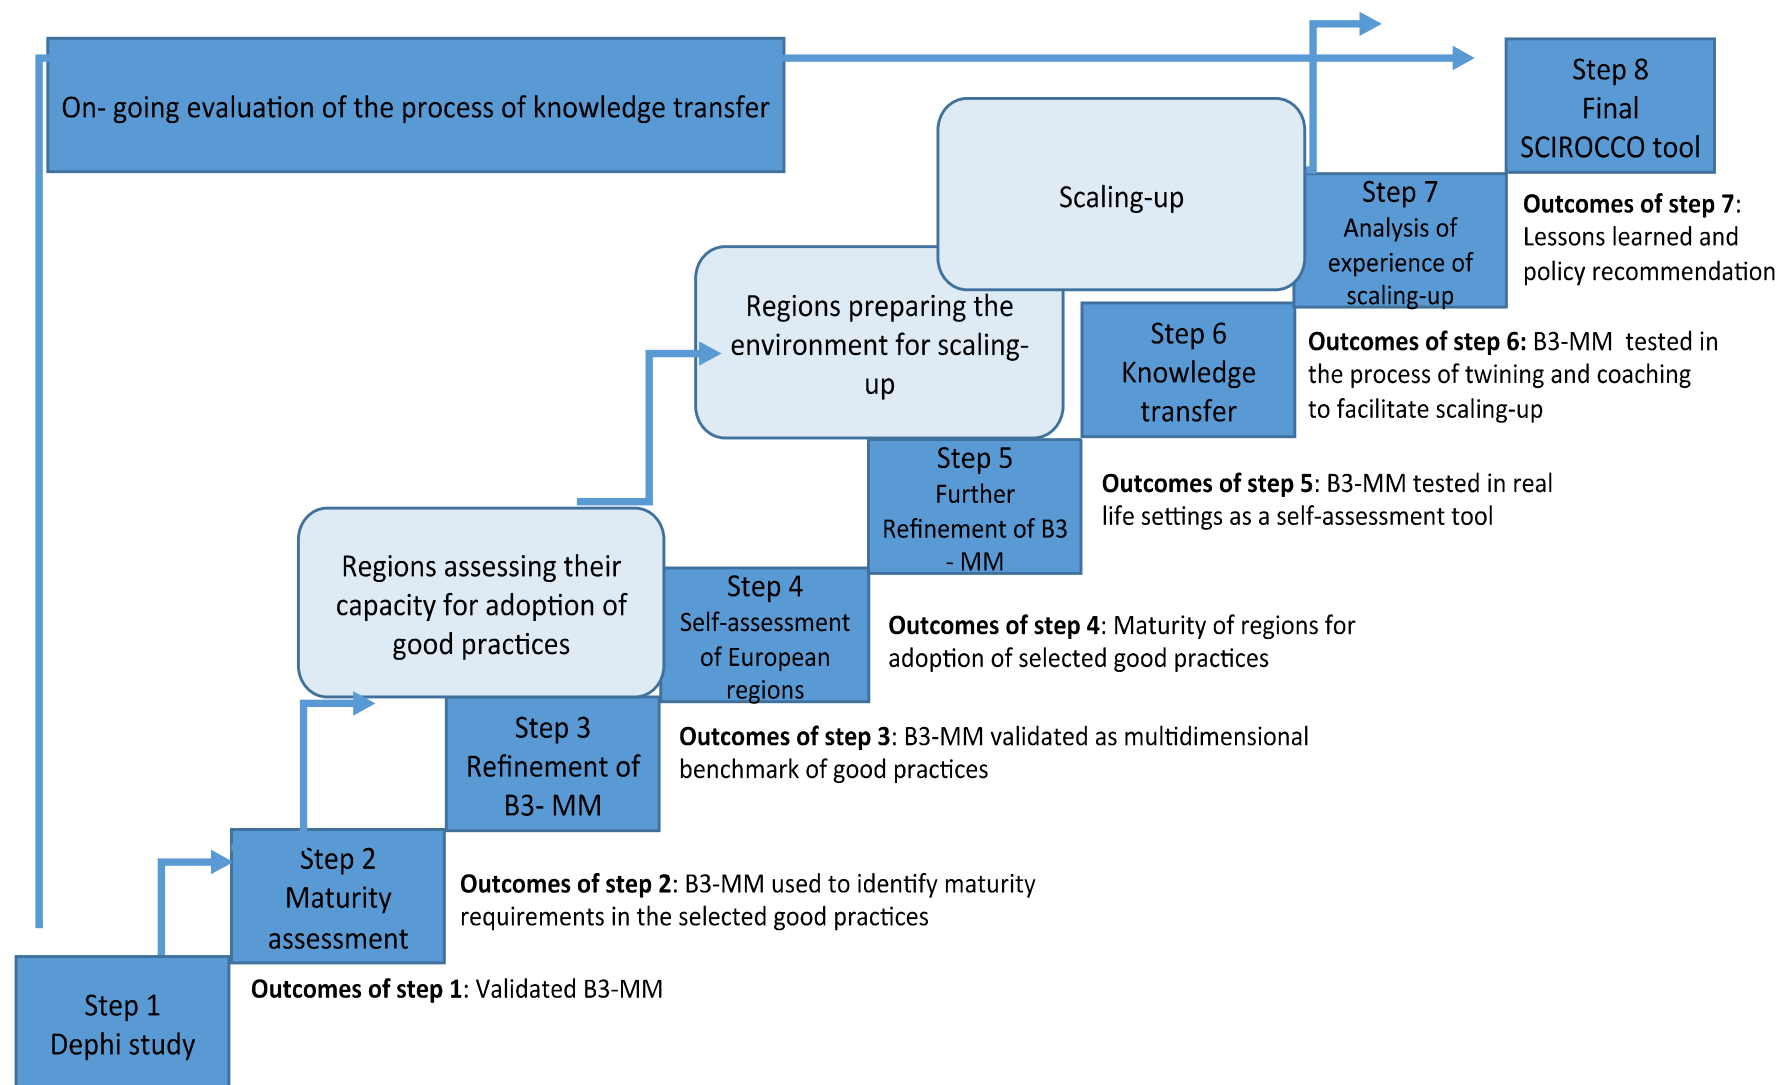 On- going evaluation of the process of knowledge transfer
Step 8
Final
SCIROCCO tool
Scaling-up
Step 7
Analysis of
experience of
scaling-up
Outcomes of step 7:
Lessons learned and
policy recommendation
Regions preparing the
environment for scaling-
up
Step 6
Knowledge
transfer
Outcomes of step 6: B3-MM tested in
the process of twining and coaching
to facilitate scaling-up
Step 5
Further
Refinement of B3
- MM
Outcomes of step 5: B3-MM tested in real
life settings as a self-assessment tool
Regions assessing their
capacity for adoption of
good practices
Step 4
Self-assessment
of European
regions
Outcomes of step 4: Maturity of regions for
adoption of selected good practices
Step 3
Refinement of
B3- MM
Outcomes of step 3: B3-MM validated as multidimensional
benchmark of good practices
Step 2
Maturity
assessment
Outcomes of step 2: B3-MM used to identify maturity
requirements in the selected good practices
Step 1
Dephi study
Outcomes of step 1: Validated B3-MM